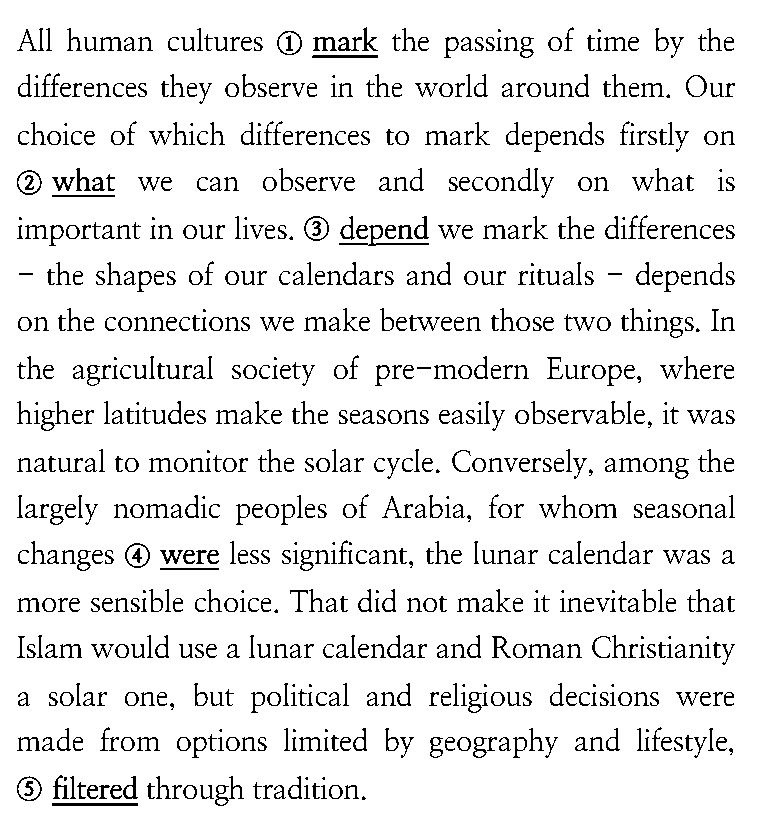 All human cultures ① mark the passing of time by the
differences they observe in the world around them. Our
choice of which differences to mark depends firstly on
② what we can observe and secondly on what is
important in our lives. ③ depend we mark the differences
- the shapes of our calendars and our rituals - depends
on the connections we make between those two things. In
the agricultural society of pre-modern Europe, where
higher latitudes make the seasons easily observable, it was
natural to monitor the solar cycle. Conversely, among the
largely nomadic peoples of Arabia, for whom seasonal
changes ④ were less significant, the lunar calendar was a
more sensible choice. That did not make it inevitable that
Islam would use a lunar calendar and Roman Christianity
a solar one, but political and religious decisions were
made from options limited by geography and lifestyle,
⑤ filtered through tradition.